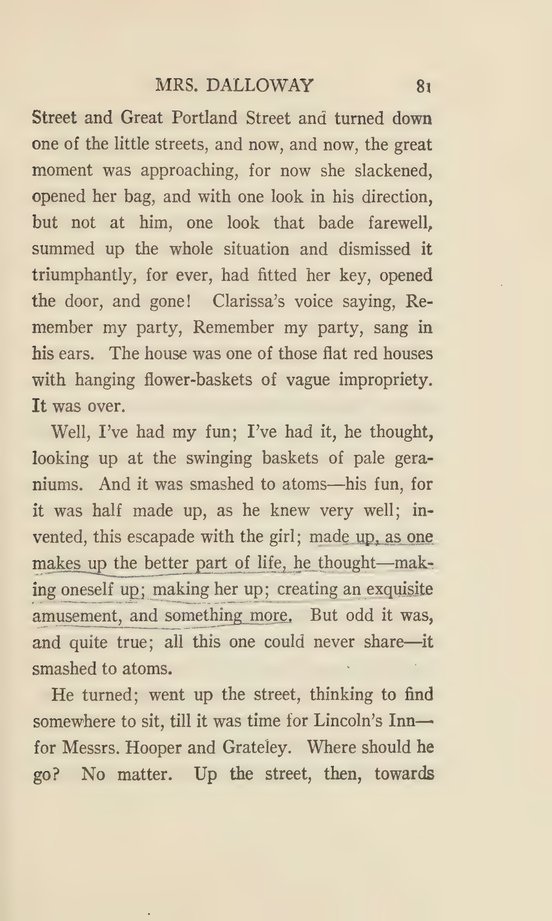 MRS. DALLOWAY 81
Street and Great Portland Street and turned down
one of the little streets, and now, and now, the great
moment was approaching, for now she slackened,
opened her bag, and with one look in his direction,
but not at him, one look that bade farewell,
summed up the whole situation and dismissed it
triumphantly, for ever, had fitted her key, opened
the door, and gone! Clarissa's voice saying, Re-
member my party, Remember my party, sang in
his ears. The house was one of those flat red houses
with hanging flower-baskets of vague impropriety.
It was over.
Well, I've had my fun; I've had it, he thought,
looking up at the swinging baskets of pale gera-
niums. And it was smashed to atoms—his fun, for
it was half made up, as he knew very well; in-
vented, this escapade with the girl; made up, as one
makes up the better part of life, he thought—mak-
ing oneself up; making her up; creating an exquisite
amusement, and something more. But odd it was,
and quite true; all this one could never share—it
smashed to atoms.
He turned; went up the street, thinking to find
somewhere to sit, till it was time for Lincoln's Inn—
for Messrs. Hooper and Grateley. Where should he
go? No matter. Up the street, then, towards